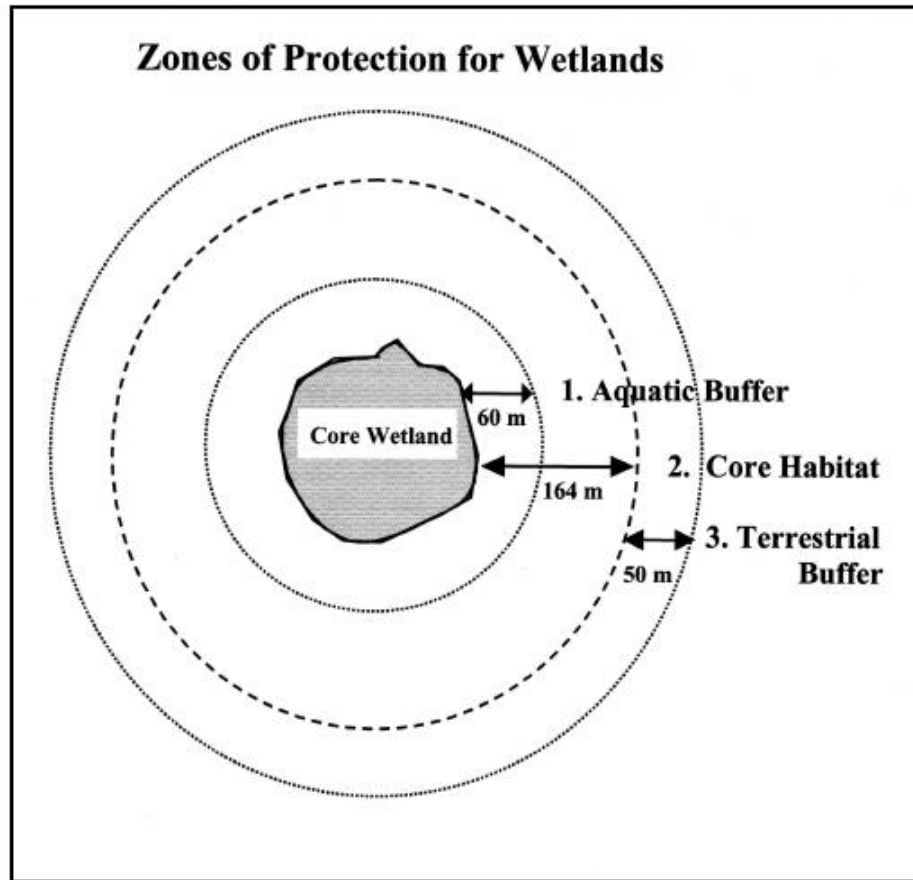 Zones of Protection for Wetlands
1. Aquatic Buffer
60 m
Core Wetland
2. Core Habitat
164 m
3. Terrestrial
Buffer
50 m